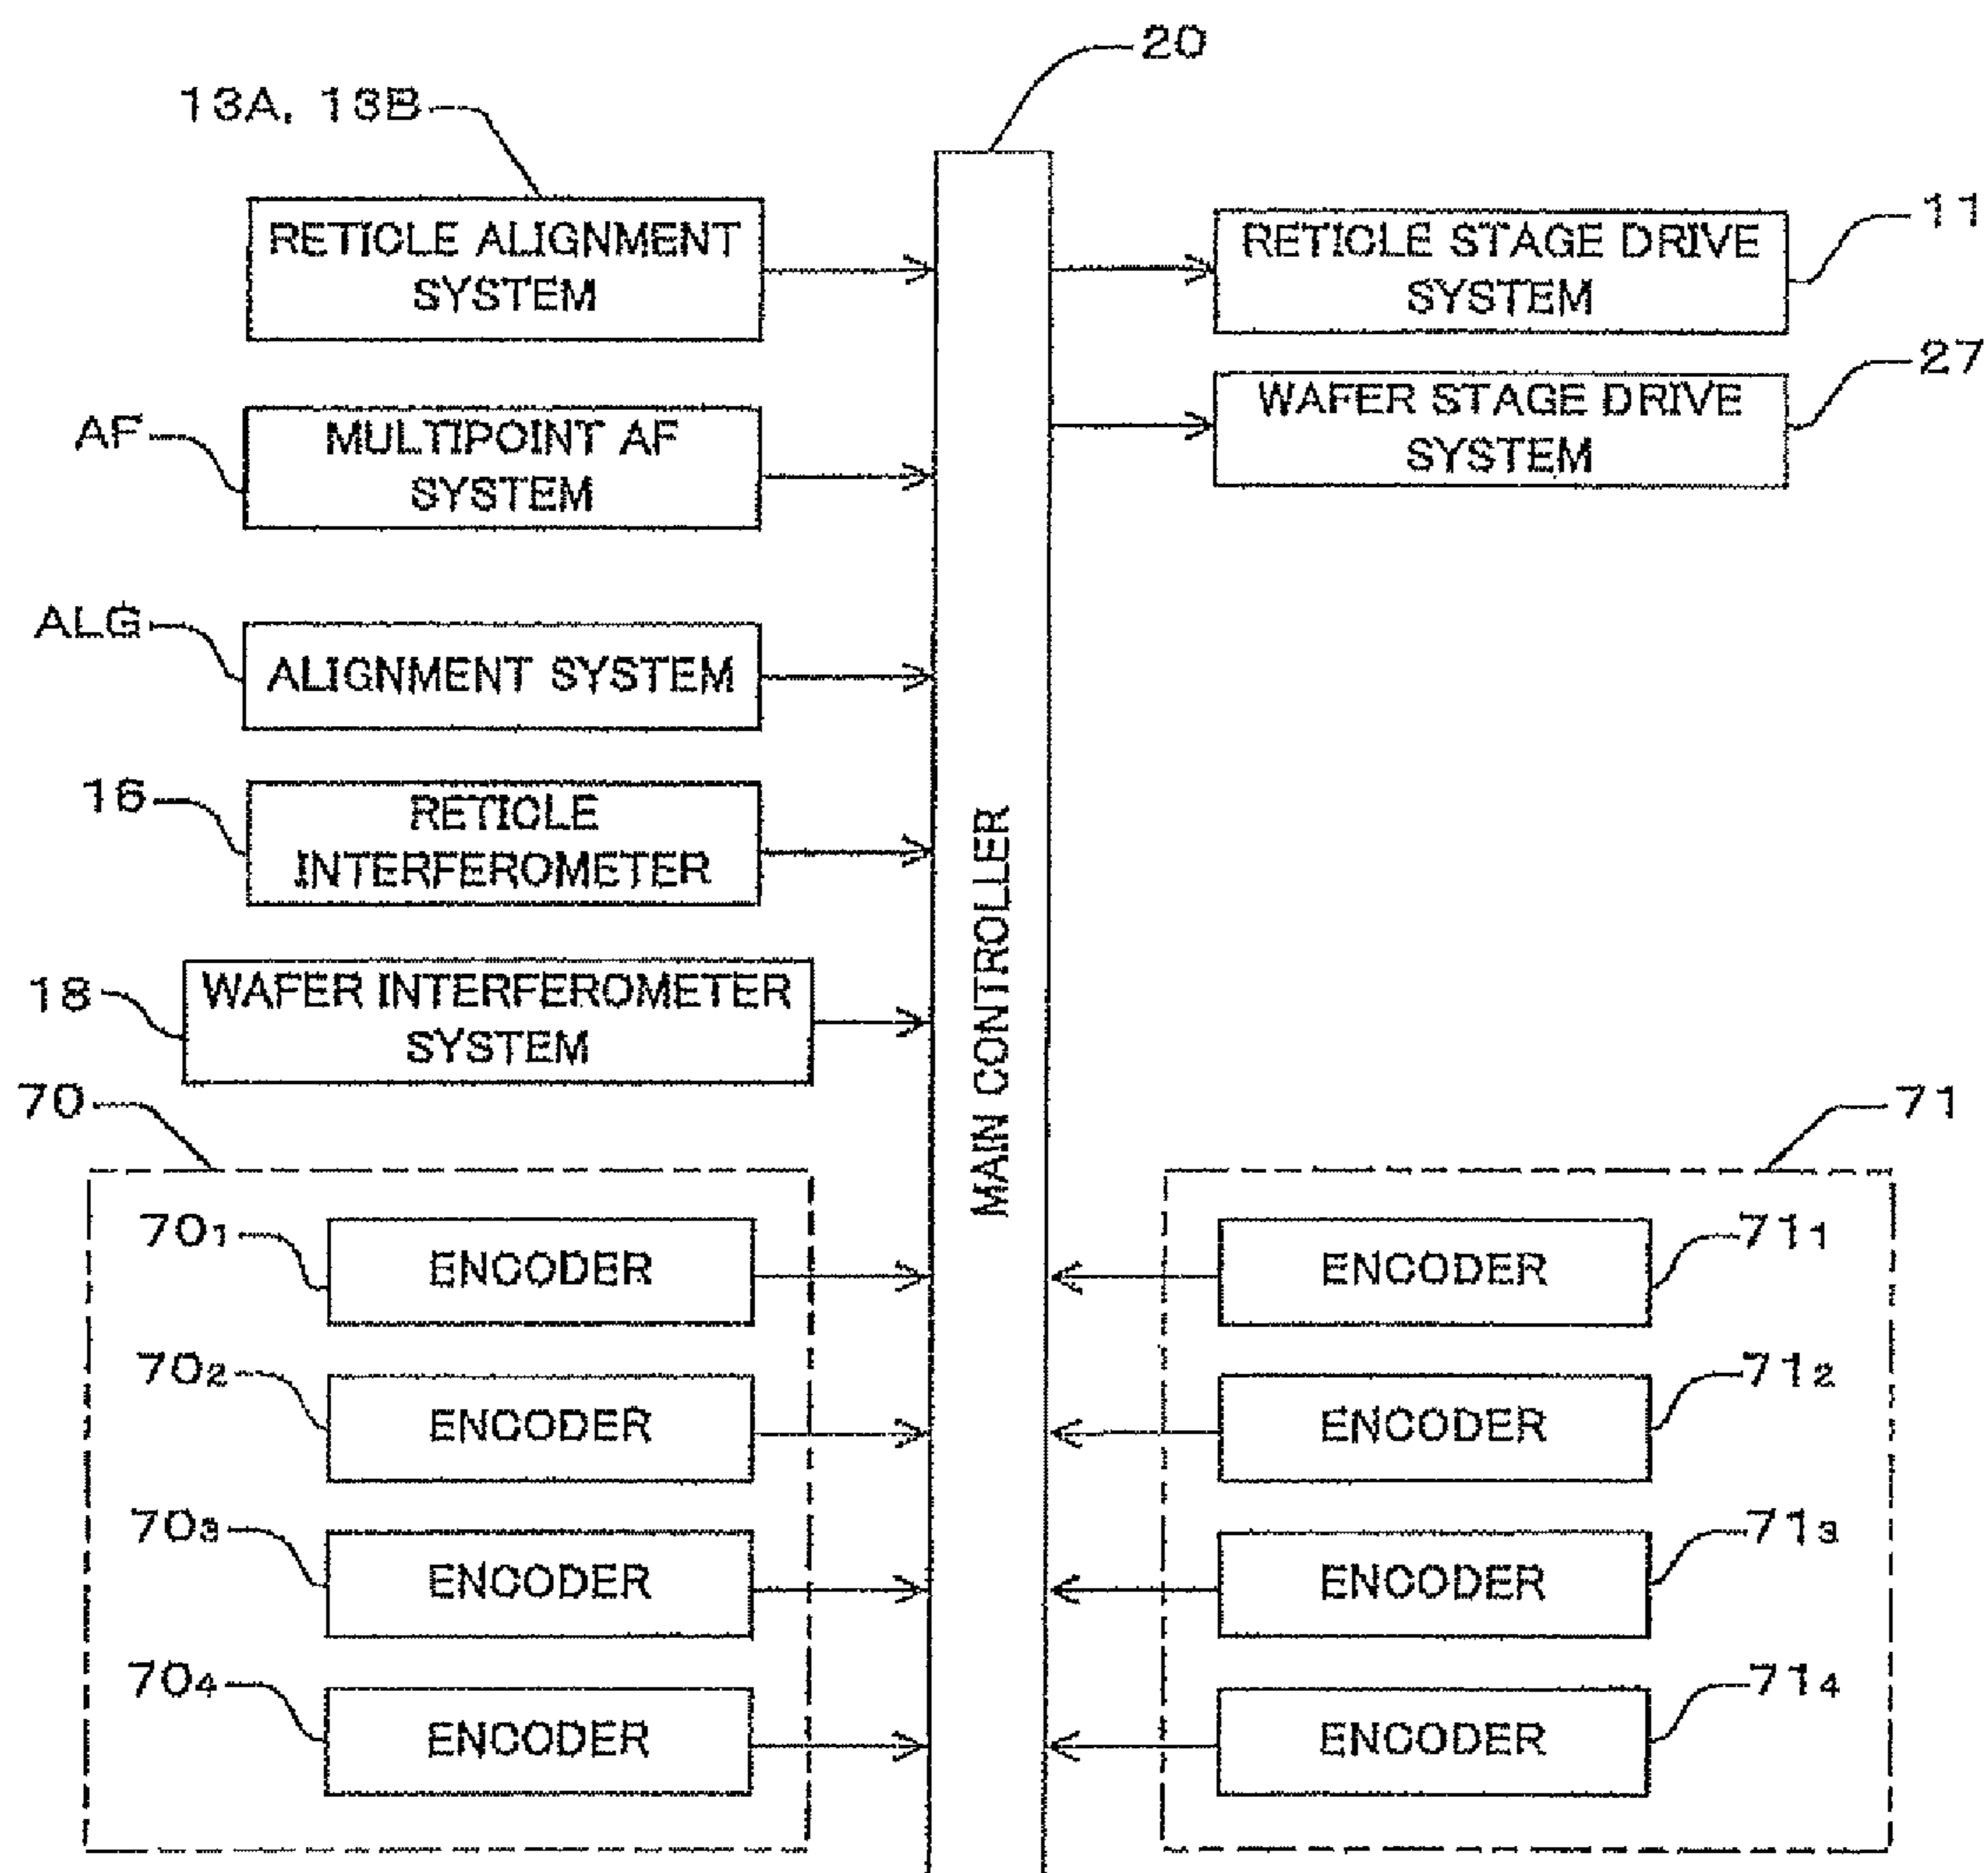 20
13A, 13B
RETICLE ALIGNMENT
SYSTEM
RETICLE STAGE DRIVE
SYSTEM
11
AF
MULTIPOINT AF
SYSTEM
WAFER STAGE DRIVE
SYSTEM
27
ALG
ALIGNMENT SYSTEM
16
RETICLE
INTERFEROMETER
18
WAFER INTERFEROMETER
SYSTEM
MAIN CONTROLLER
70
71
70₁
ENCODER
ENCODER
71₁
70₂
ENCODER
ENCODER
71₂
70₃
ENCODER
ENCODER
71₃
70₄
ENCODER
ENCODER
71₄